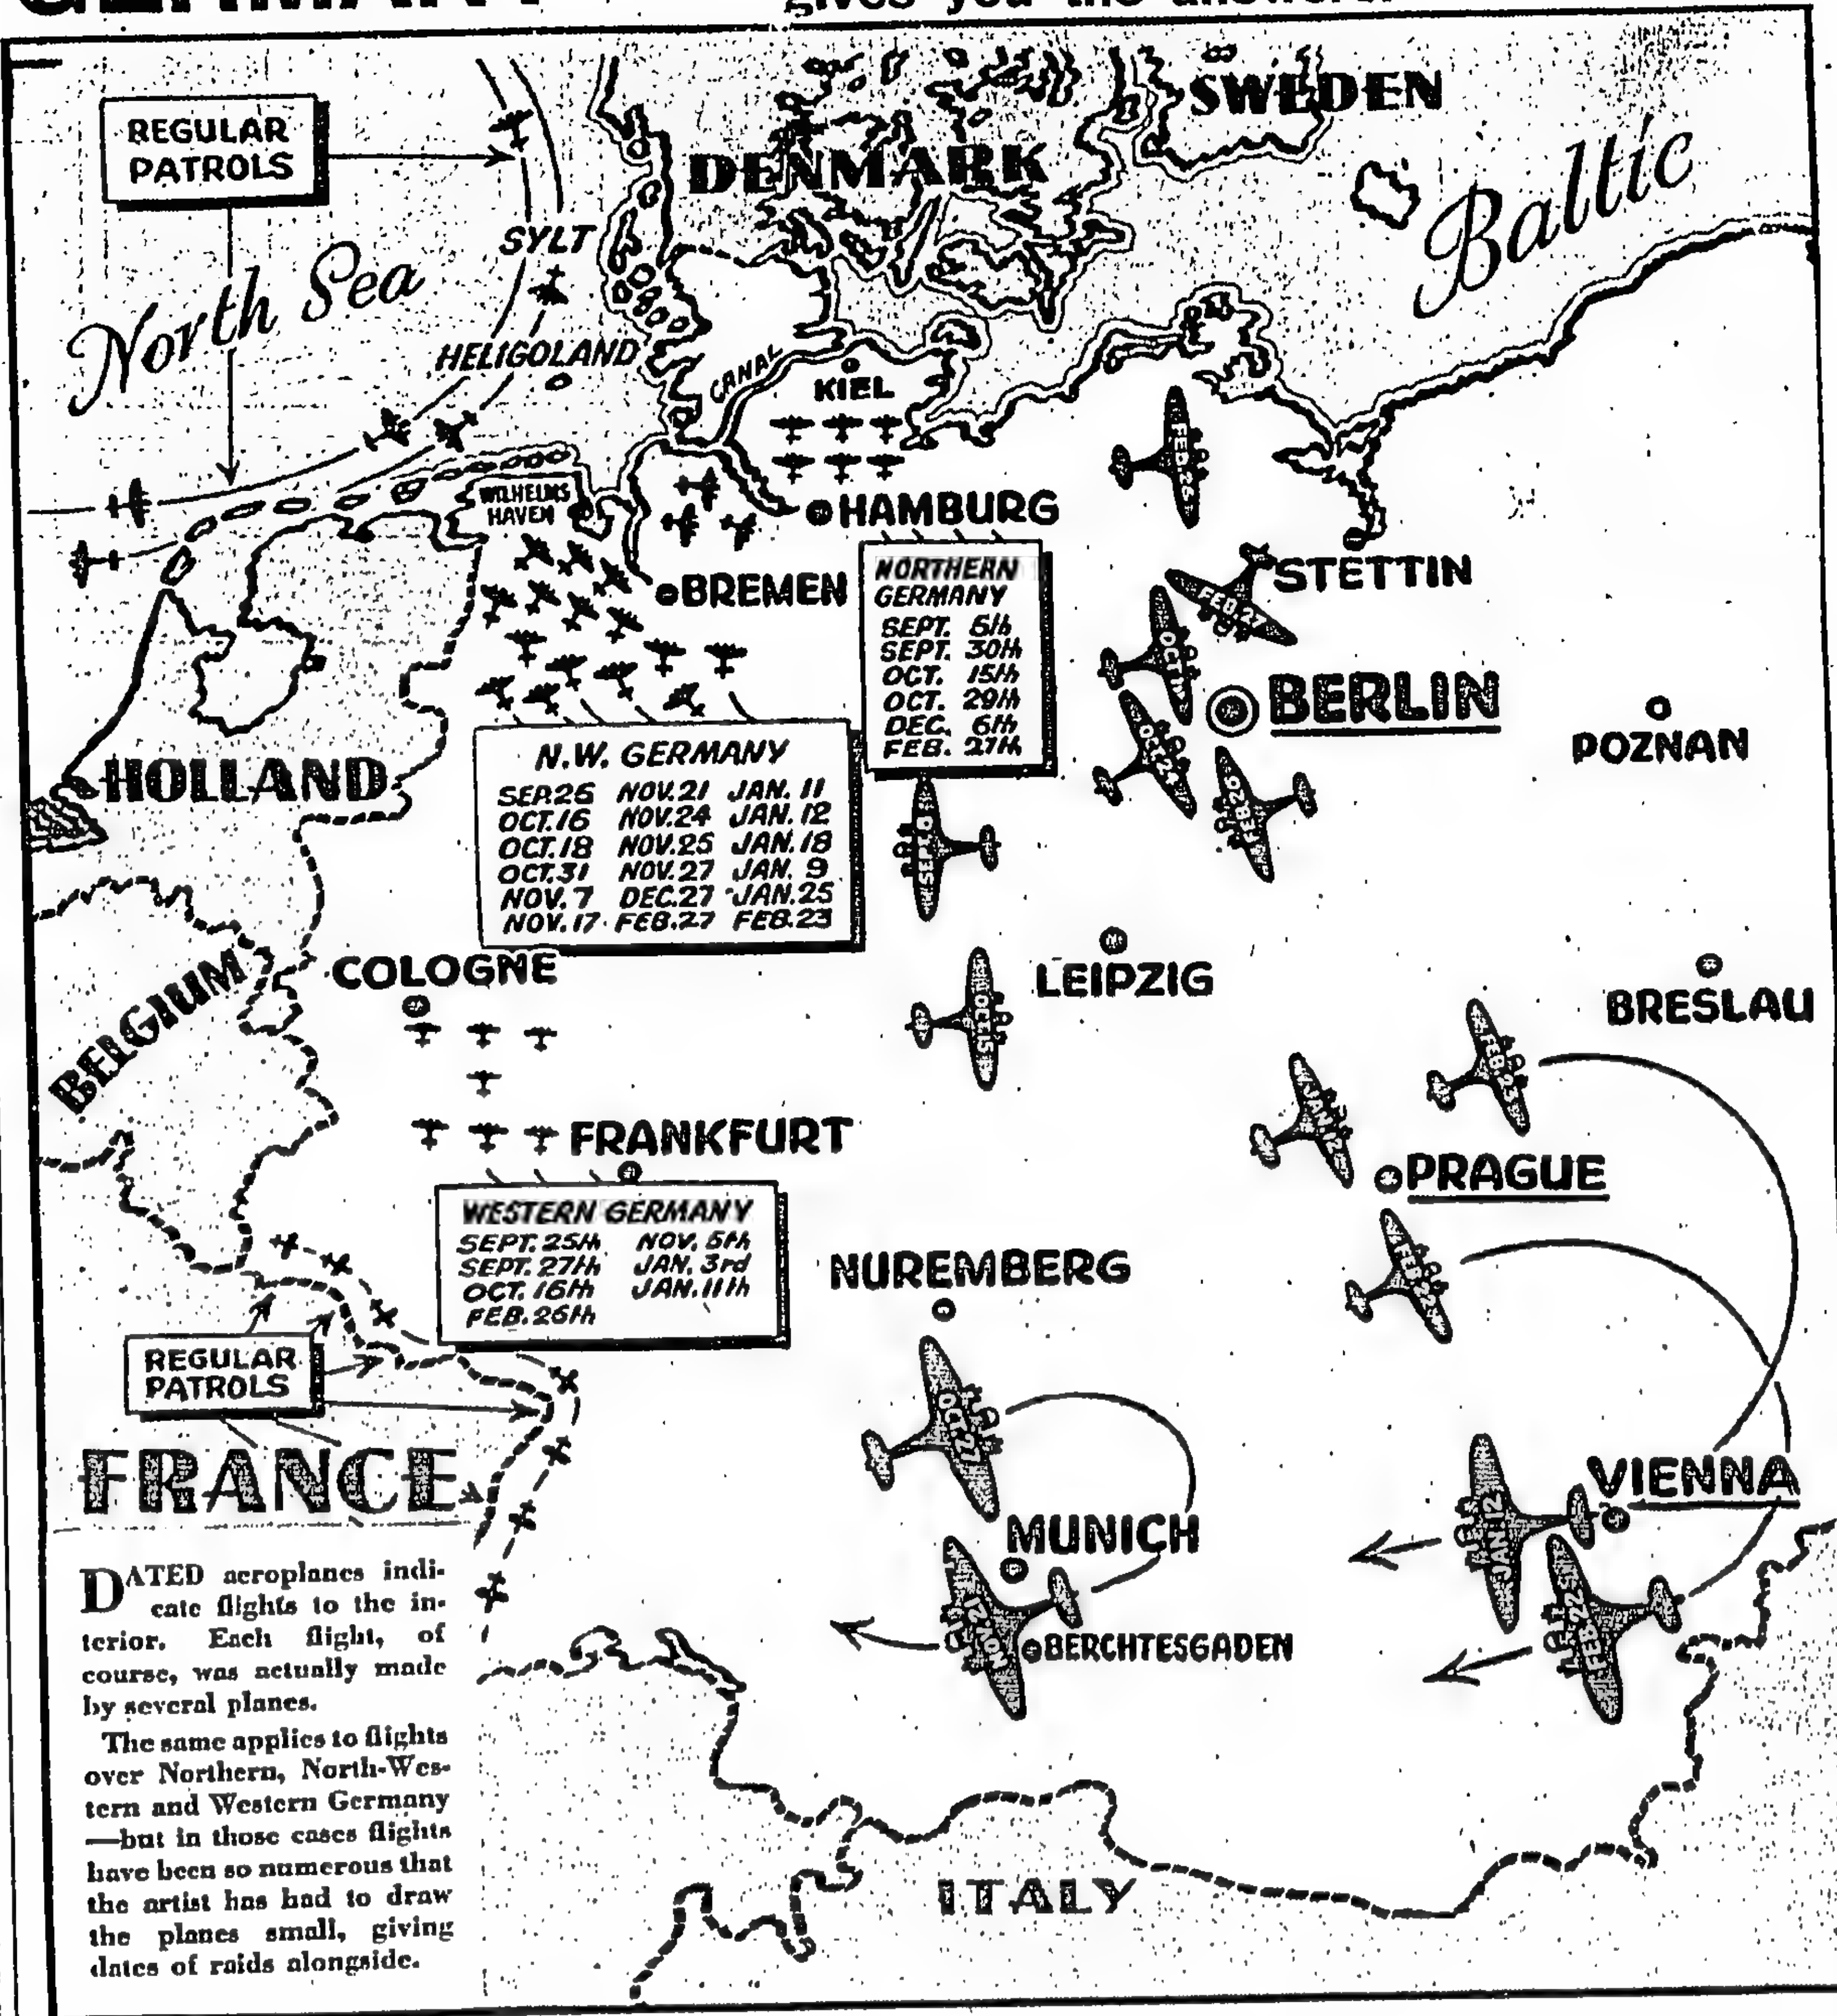 gives you the answers.
SWEDEN
REGULAR
PATROLS
DENMARK
Baltic
SYLT
North Sea
HELIGOLAND
CANAL
KIEL
FEB.25
WILHELMS
HAVEN
HAMBURG
BREMEN
STETTIN
FEB.27
NORTHERN
GERMANY
SEPT. 6th
SEPT. 30th
OCT. 15th
OCT. 29th
DEC. 6th
FEB. 27th
BERLIN
POZNAN
OCT.24
HOLLAND
N.W. GERMANY
SEP.26 NOV.21 JAN. 11
OCT.16 NOV.24 JAN. 12
OCT.18 NOV.25 JAN. 18
OCT.31 NOV.27 JAN. 9
NOV. 7 DEC.27 JAN.25
NOV.17 FEB.27 FEB.23
COLOGNE
LEIPZIG
BRESLAU
BELGIUM
OCT.15
FEB.23
JAN.12
FRANKFURT
PRAGUE
WESTERN GERMANY
SEPT. 25th NOV. 5th
SEPT. 27th JAN. 3rd
OCT. 16th JAN. 11th
FEB. 26th
NUREMBERG
FEB.22
REGULAR
PATROLS
OCT.22
FRANCE
VIENNA
JAN 12
MUNICH
NOV.21
FEB 22
BERCHTESGADEN
DATED aeroplanes indi-
cate flights to the in-
terior. Each flight, of
course, was actually made
by several planes.
The same applies to flights
over Northern, North-Wes-
tern and Western Germany
—but in those cases flights
have been so numerous that
the artist has had to draw
the planes small, giving
dates of raids alongside.
ITALY